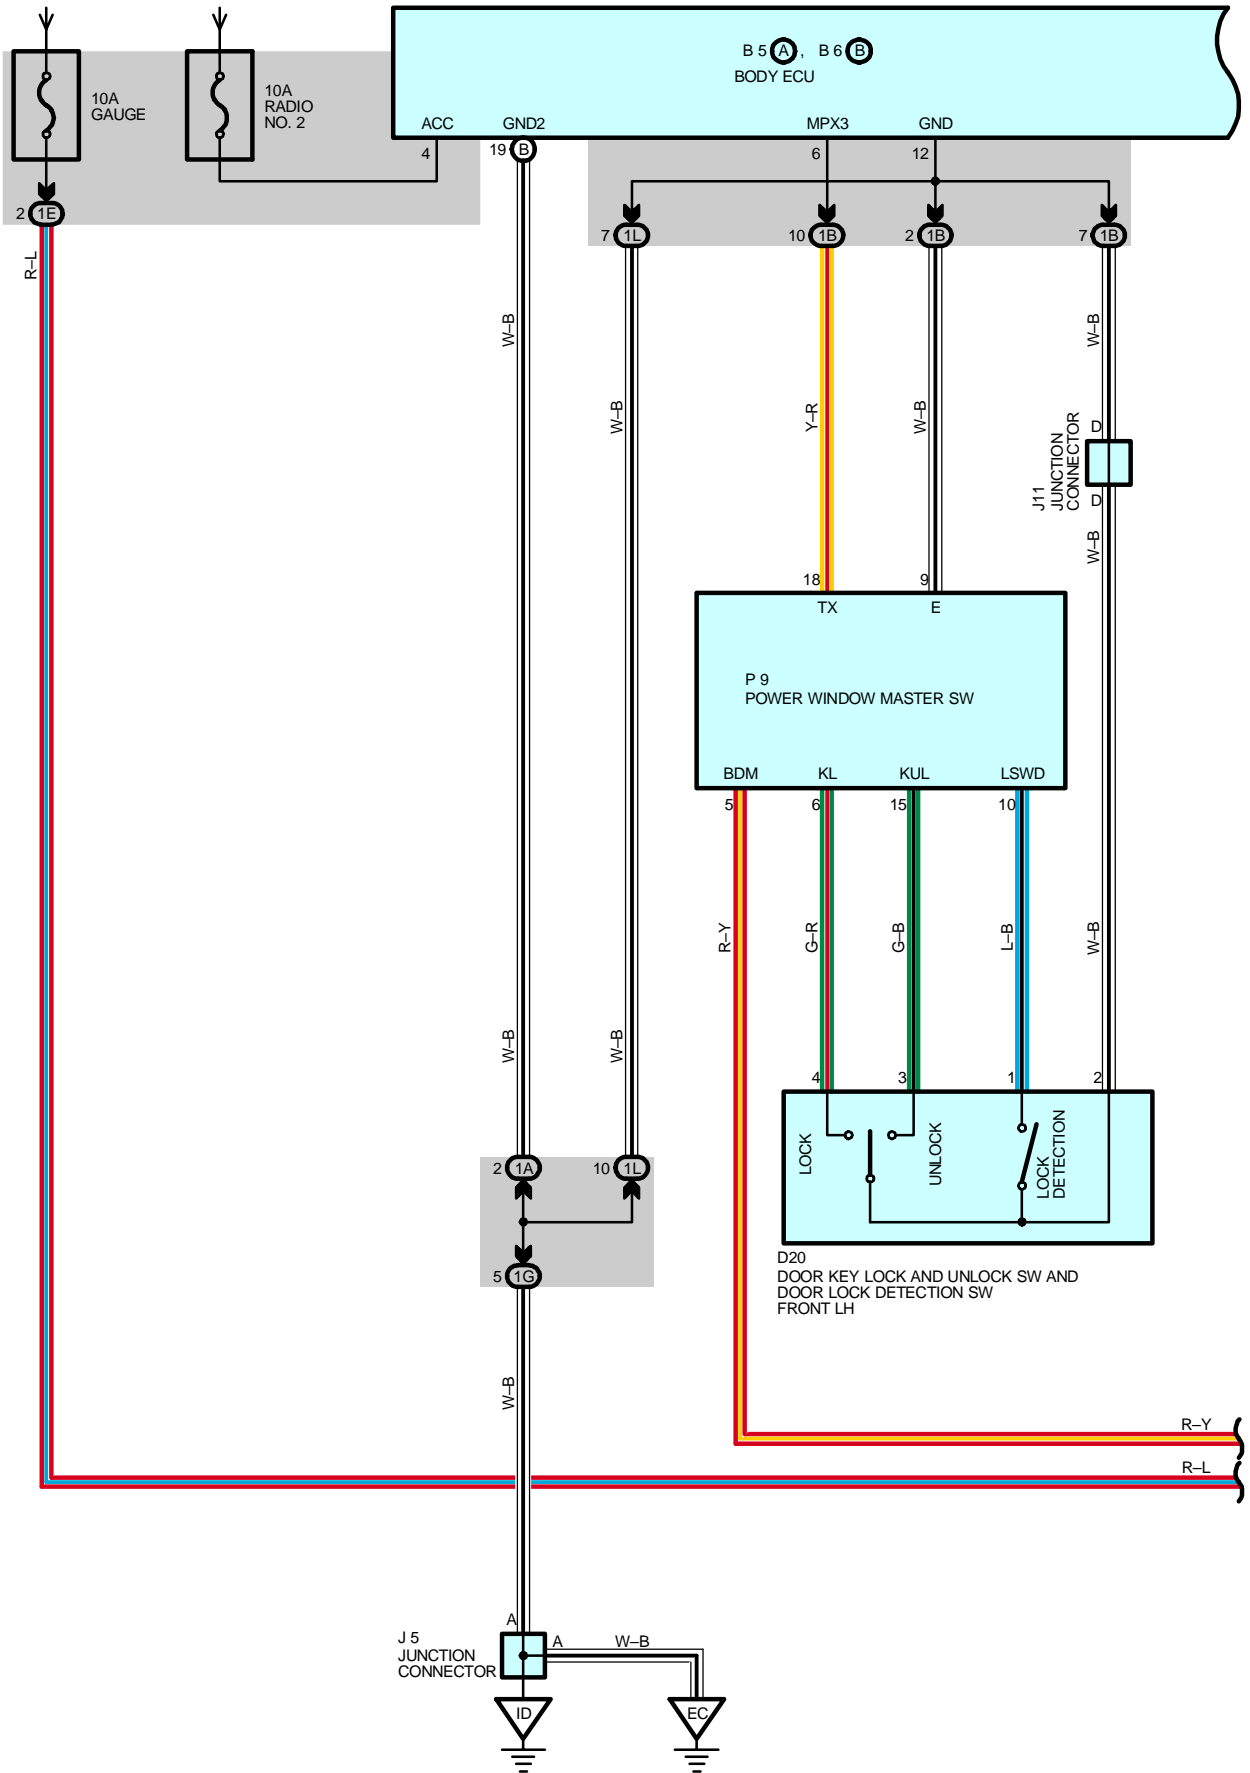 B 5 A , B 6 B
BODY ECU
10A
GAUGE
10A
RADIO
NO. 2
ACC
GND2
MPX3
GND
4
19 B
6
12
2 1E
7 1L
10 1B
2 1B
7 1B
R–L
W–B
W–B
Y–R
W–B
W–B
D
J11
JUNCTION
CONNECTOR
D
W–B
18
9
TX
E
P 9
POWER WINDOW MASTER SW
BDM
KL
KUL
LSWD
5
6
15
10
R–Y
G–R
G–B
L–B
W–B
W–B
W–B
4
3
1
2
LOCK
UNLOCK
LOCK
DETECTION
2 1A
10 1L
5 1G
D20
DOOR KEY LOCK AND UNLOCK SW AND
DOOR LOCK DETECTION SW
FRONT LH
W–B
R–Y
R–L
A
J 5
JUNCTION
CONNECTOR
A
W–B
ID
EC